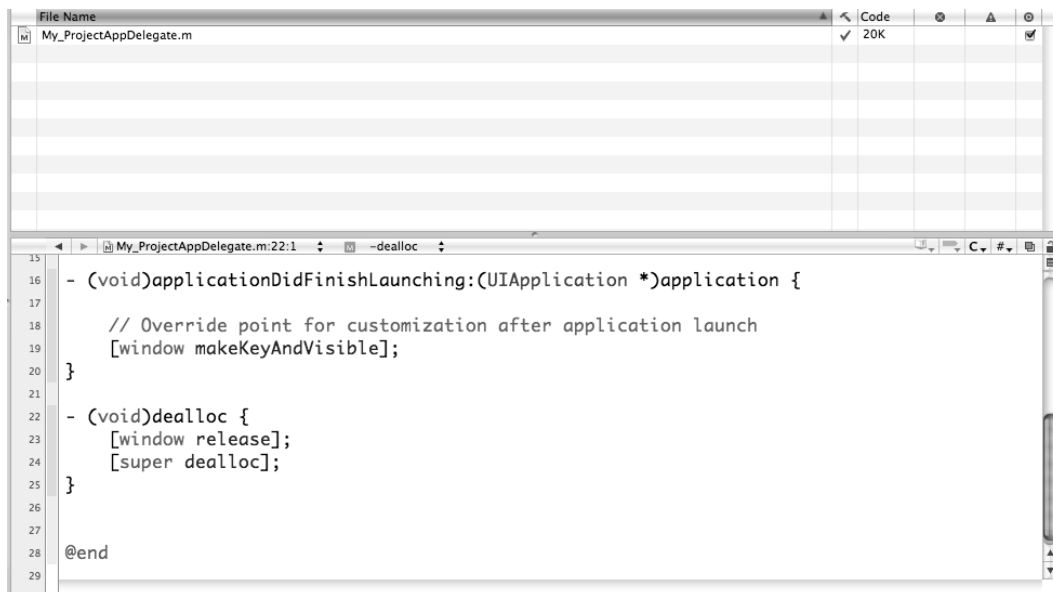 File Name Code
My_ProjectAppDelegate.m 20K
My_ProjectAppDelegate.m:22:1 M -dealloc C #
15
16 - (void)applicationDidFinishLaunching:(UIApplication *)application {
17
18 // Override point for customization after application launch
19 [window makeKeyAndVisible];
20 }
21
22 - (void)dealloc {
23 [window release];
24 [super dealloc];
25 }
26
27
28 @end
29